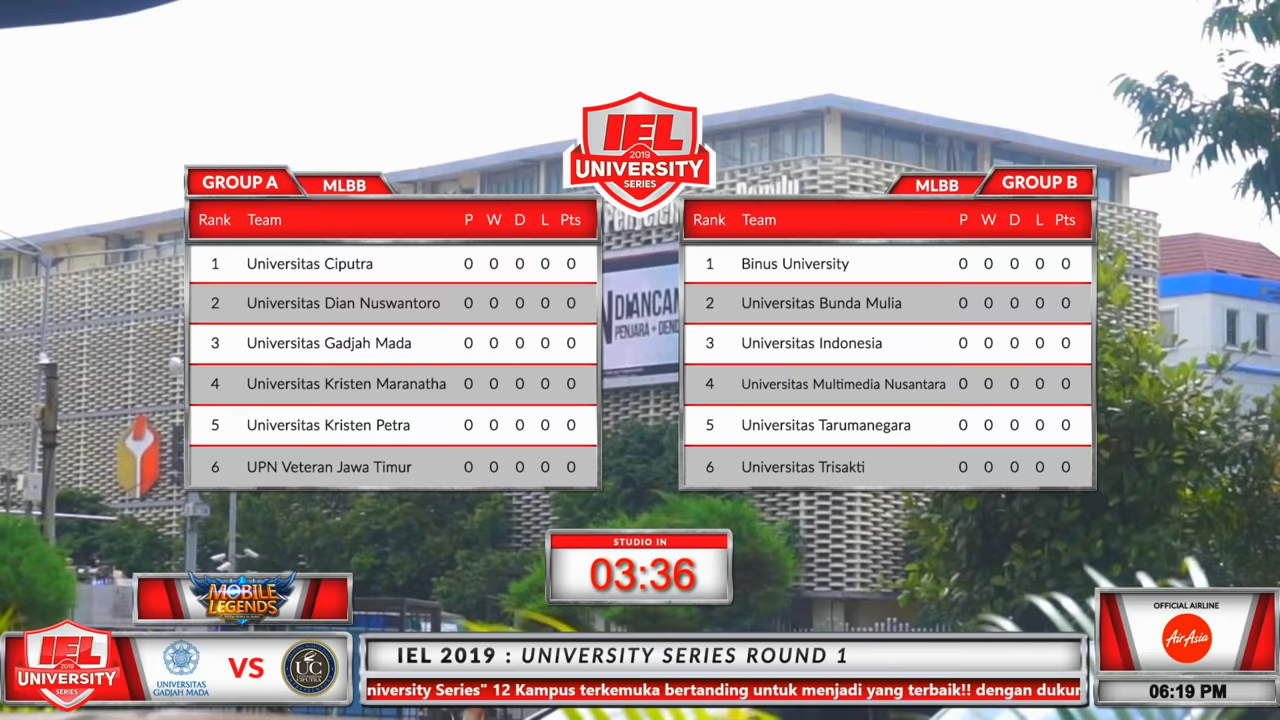 IEL
2019
UNIVERSITY
SERIES
GROUP A MLBB
Rank Team P W D L Pts
1 Universitas Ciputra 0 0 0 0 0
2 Universitas Dian Nuswantoro 0 0 0 0 0
3 Universitas Gadjah Mada 0 0 0 0 0
4 Universitas Kristen Maranatha 0 0 0 0 0
5 Universitas Kristen Petra 0 0 0 0 0
6 UPN Veteran Jawa Timur 0 0 0 0 0
MLBB GROUP B
Rank Team P W D L Pts
1 Binus University 0 0 0 0 0
2 Universitas Bunda Mulia 0 0 0 0 0
3 Universitas Indonesia 0 0 0 0 0
4 Universitas Multimedia Nusantara 0 0 0 0 0
5 Universitas Tarumanegara 0 0 0 0 0
6 Universitas Trisakti 0 0 0 0 0
N DIANCAM
PENJARA + DEND
STUDIO IN
03:36
MOBILE
LEGENDS
IEL
2019
UNIVERSITY
SERIES
UNIVERSITAS
GADJAH MADA
VS
UC
IEL 2019 : UNIVERSITY SERIES ROUND 1
niversity Series" 12 Kampus terkemuka bertanding untuk menjadi yang terbaik!! dengan dukun
OFFICIAL AIRLINE
AirAsia
06:19 PM